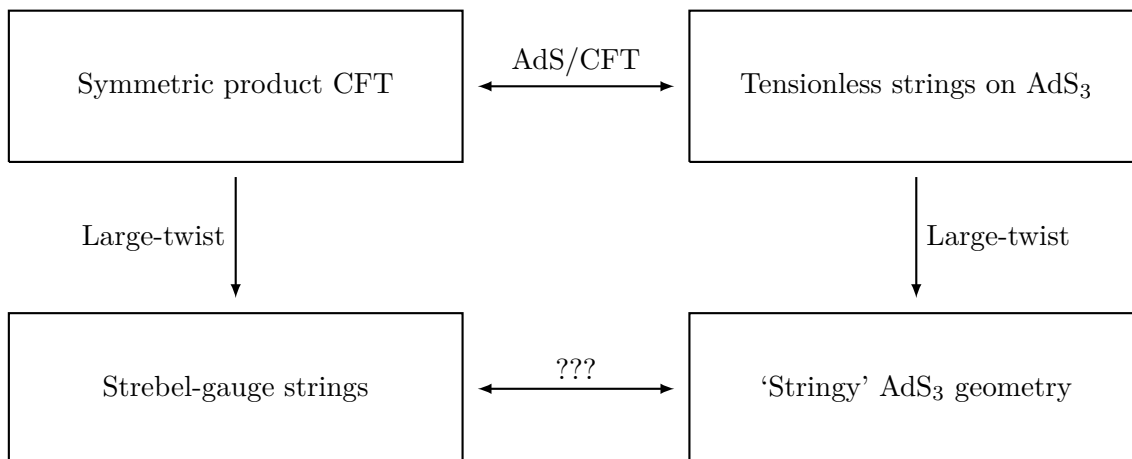 Symmetric product CFT
AdS/CFT
Tensionless strings on AdS₃
Large-twist
Large-twist
Strebel-gauge strings
???
‘Stringy’ AdS₃ geometry